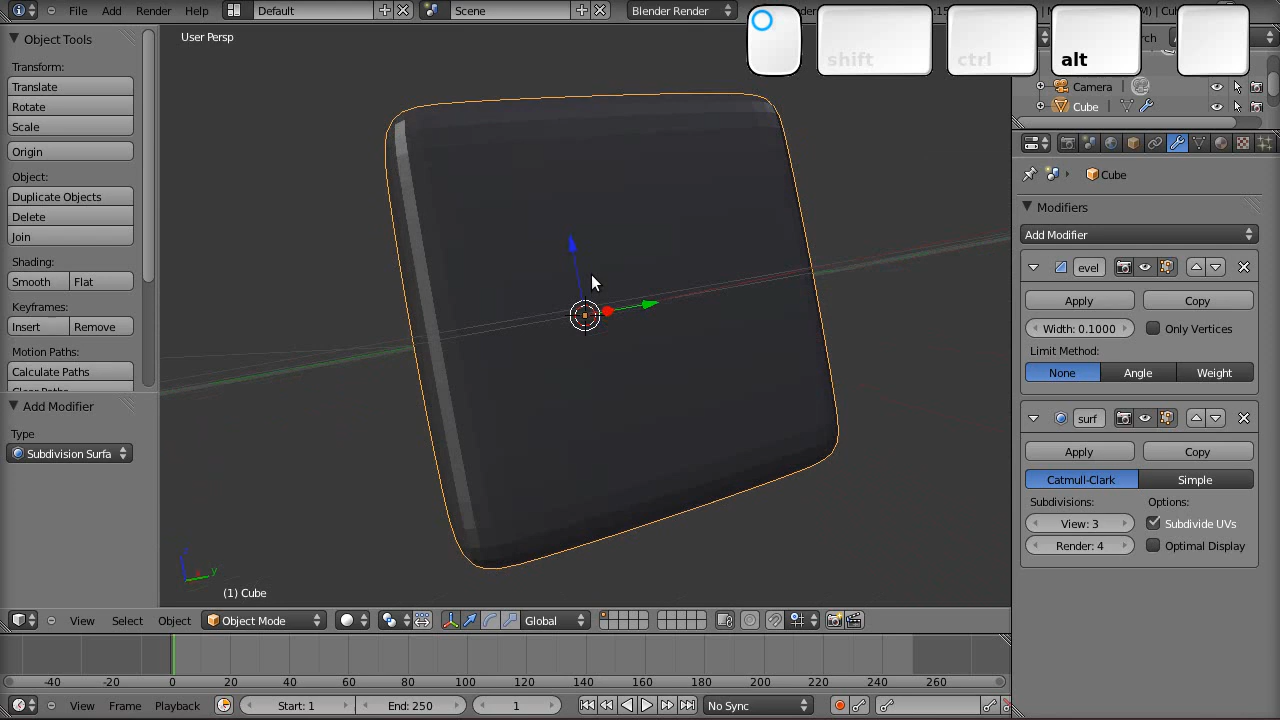 File Add Render Help Default Scene Blender Render
shift ctrl alt
Object Tools
Transform:
Translate
Rotate
Scale
Origin
Object:
Duplicate Objects
Delete
Join
Shading:
Smooth Flat
Keyframes:
Insert Remove
Motion Paths:
Calculate Paths
Add Modifier
Type
Subdivision Surfa
User Persp
y
(1) Cube
Camera
Cube
Cube
Modifiers
Add Modifier
evel
Apply Copy
Width: 0.1000 Only Vertices
Limit Method:
None Angle Weight
surf
Apply Copy
Catmull-Clark Simple
Subdivisions: Options:
View: 3 Subdivide UVs
Render: 4 Optimal Display
View Select Object Object Mode Global
-40 -20 0 20 40 60 80 100 120 140 160 180 200 220 240 260
View Frame Playback Start: 1 End: 250 1 No Sync